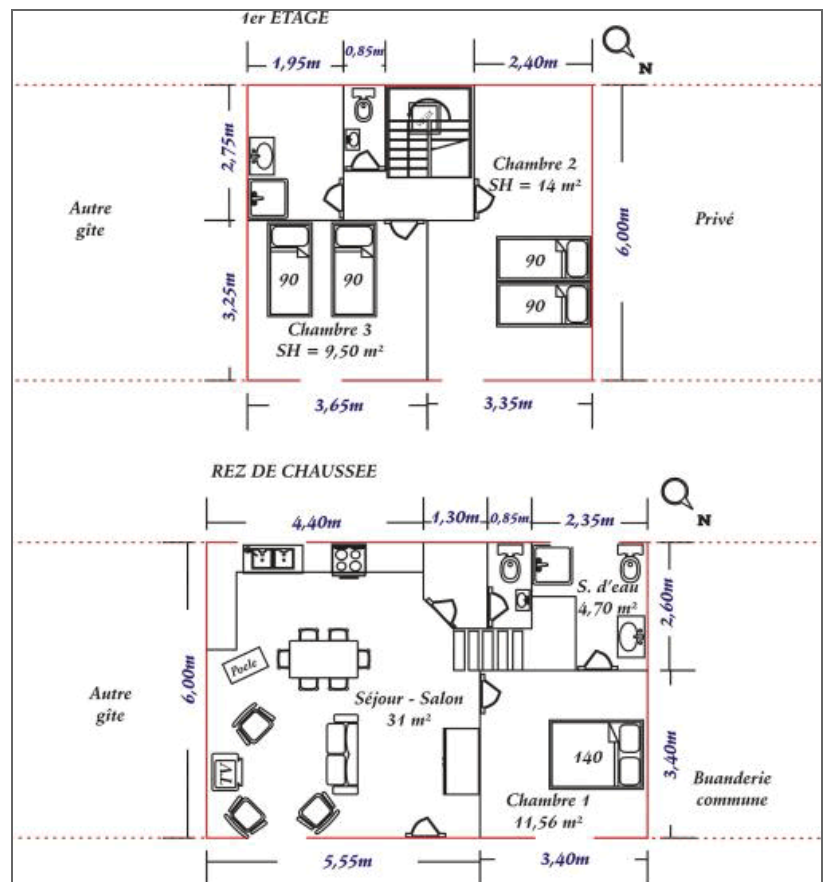 1er ETAGE
1,95m
0,85m
2,40m
N
2,75m
Chambre 2
SH = 14 m²
Autre
gîte
Privé
6,00m
90
90
90
90
3,25m
Chambre 3
SH = 9,50 m²
3,65m
3,35m
REZ DE CHAUSSEE
4,40m
1,30m
0,85m
2,35m
N
S. d'eau
4,70 m²
2,60m
6,00m
Poele
Autre
gîte
Séjour - Salon
31 m²
TV
140
3,40m
Chambre 1
11,56 m²
Buanderie
commune
5,55m
3,40m